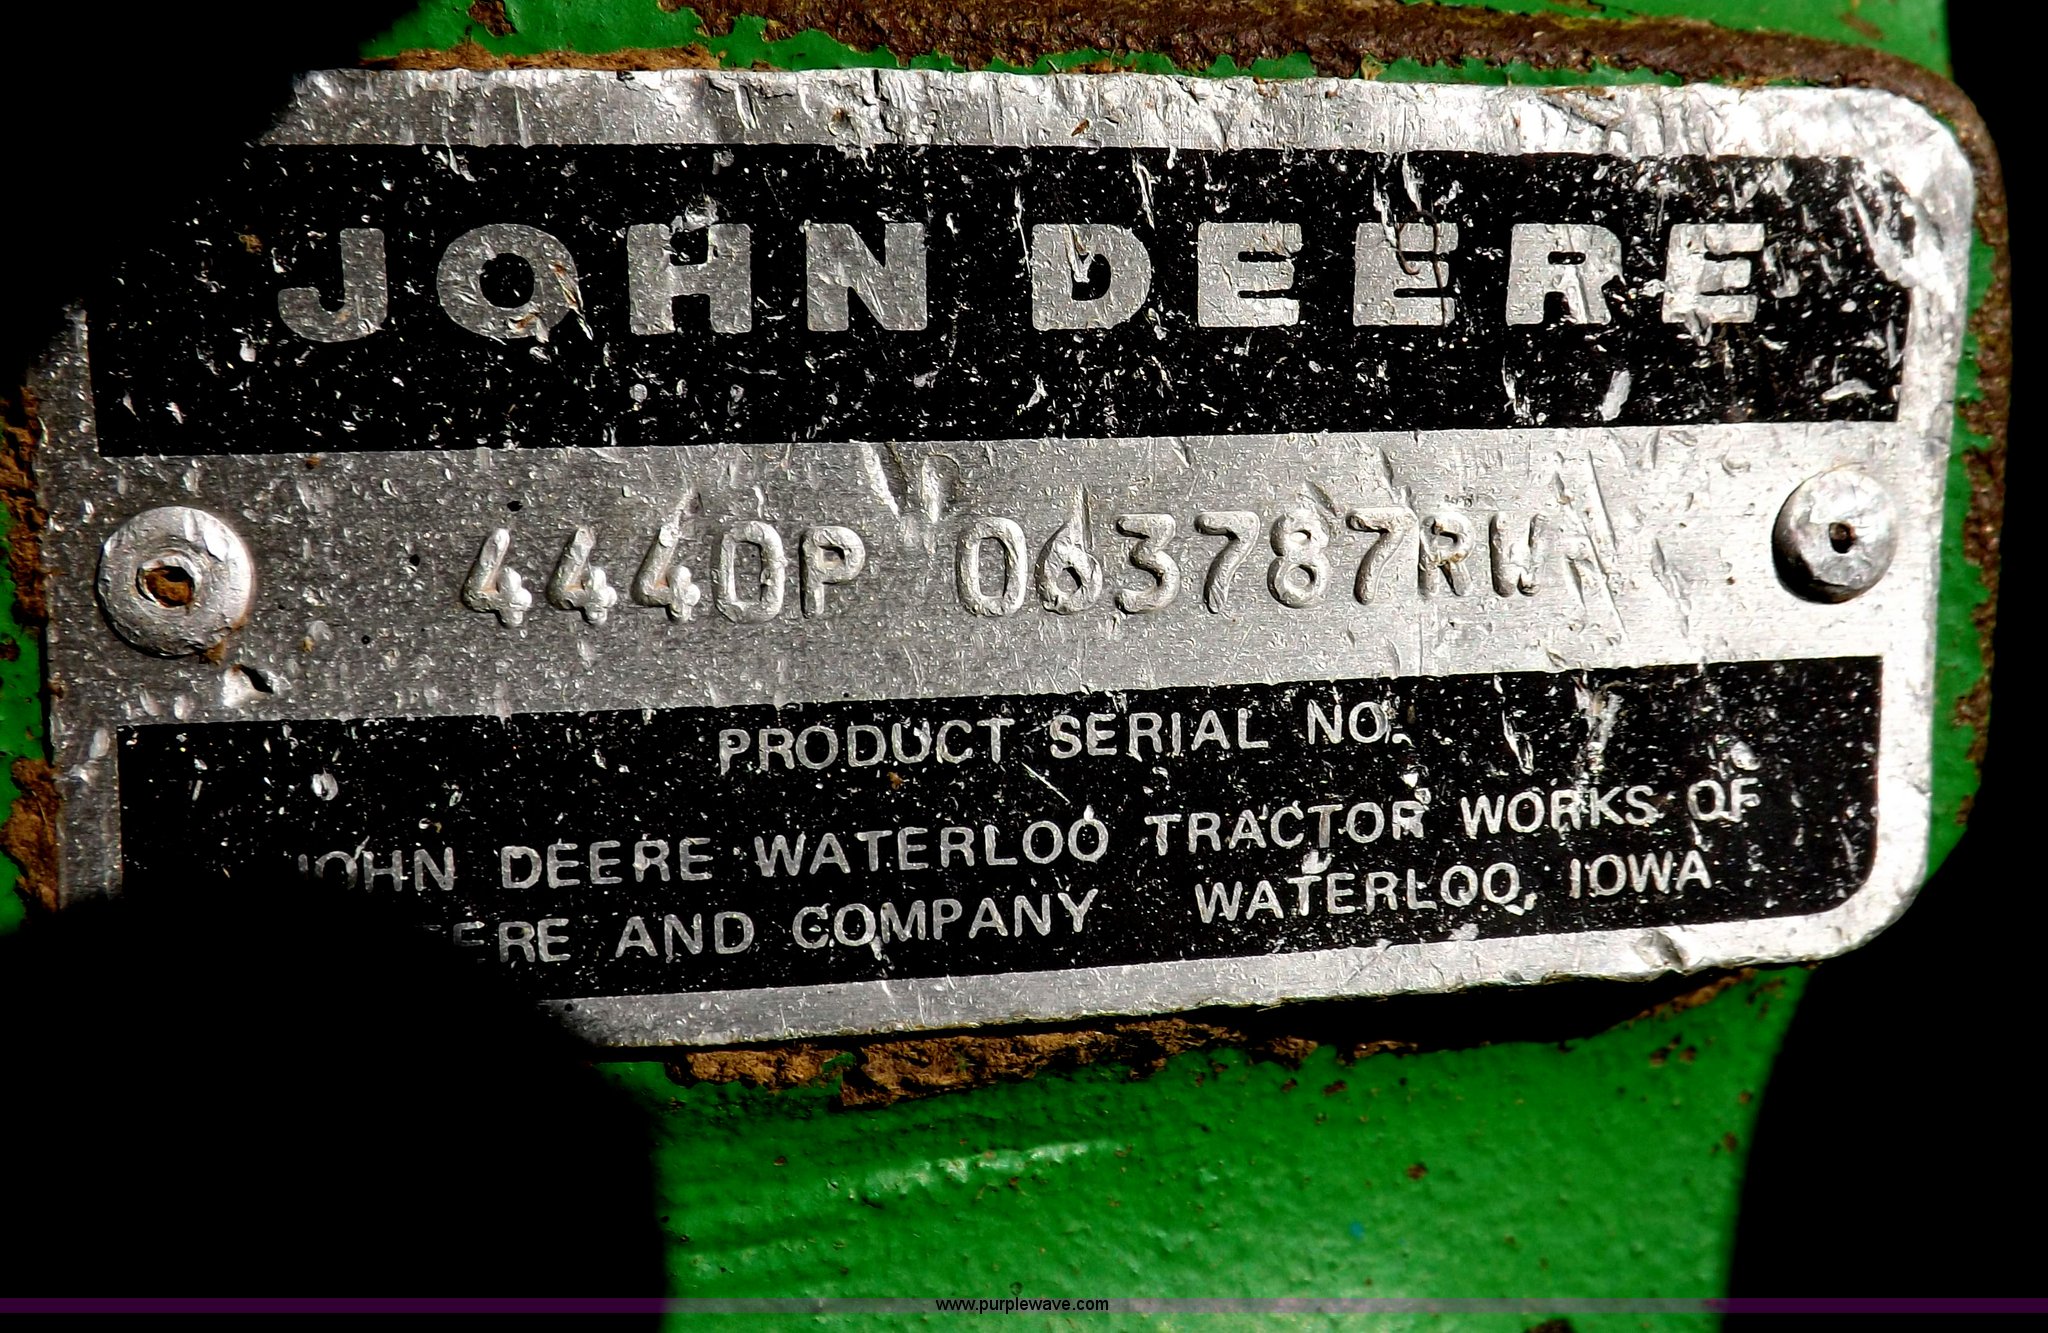 JOHN DEERE
4440P 063787RW
PRODUCT SERIAL NO.
JOHN DEERE WATERLOO TRACTOR WORKS OF
EERE AND COMPANY WATERLOO, IOWA
www.purplewave.com